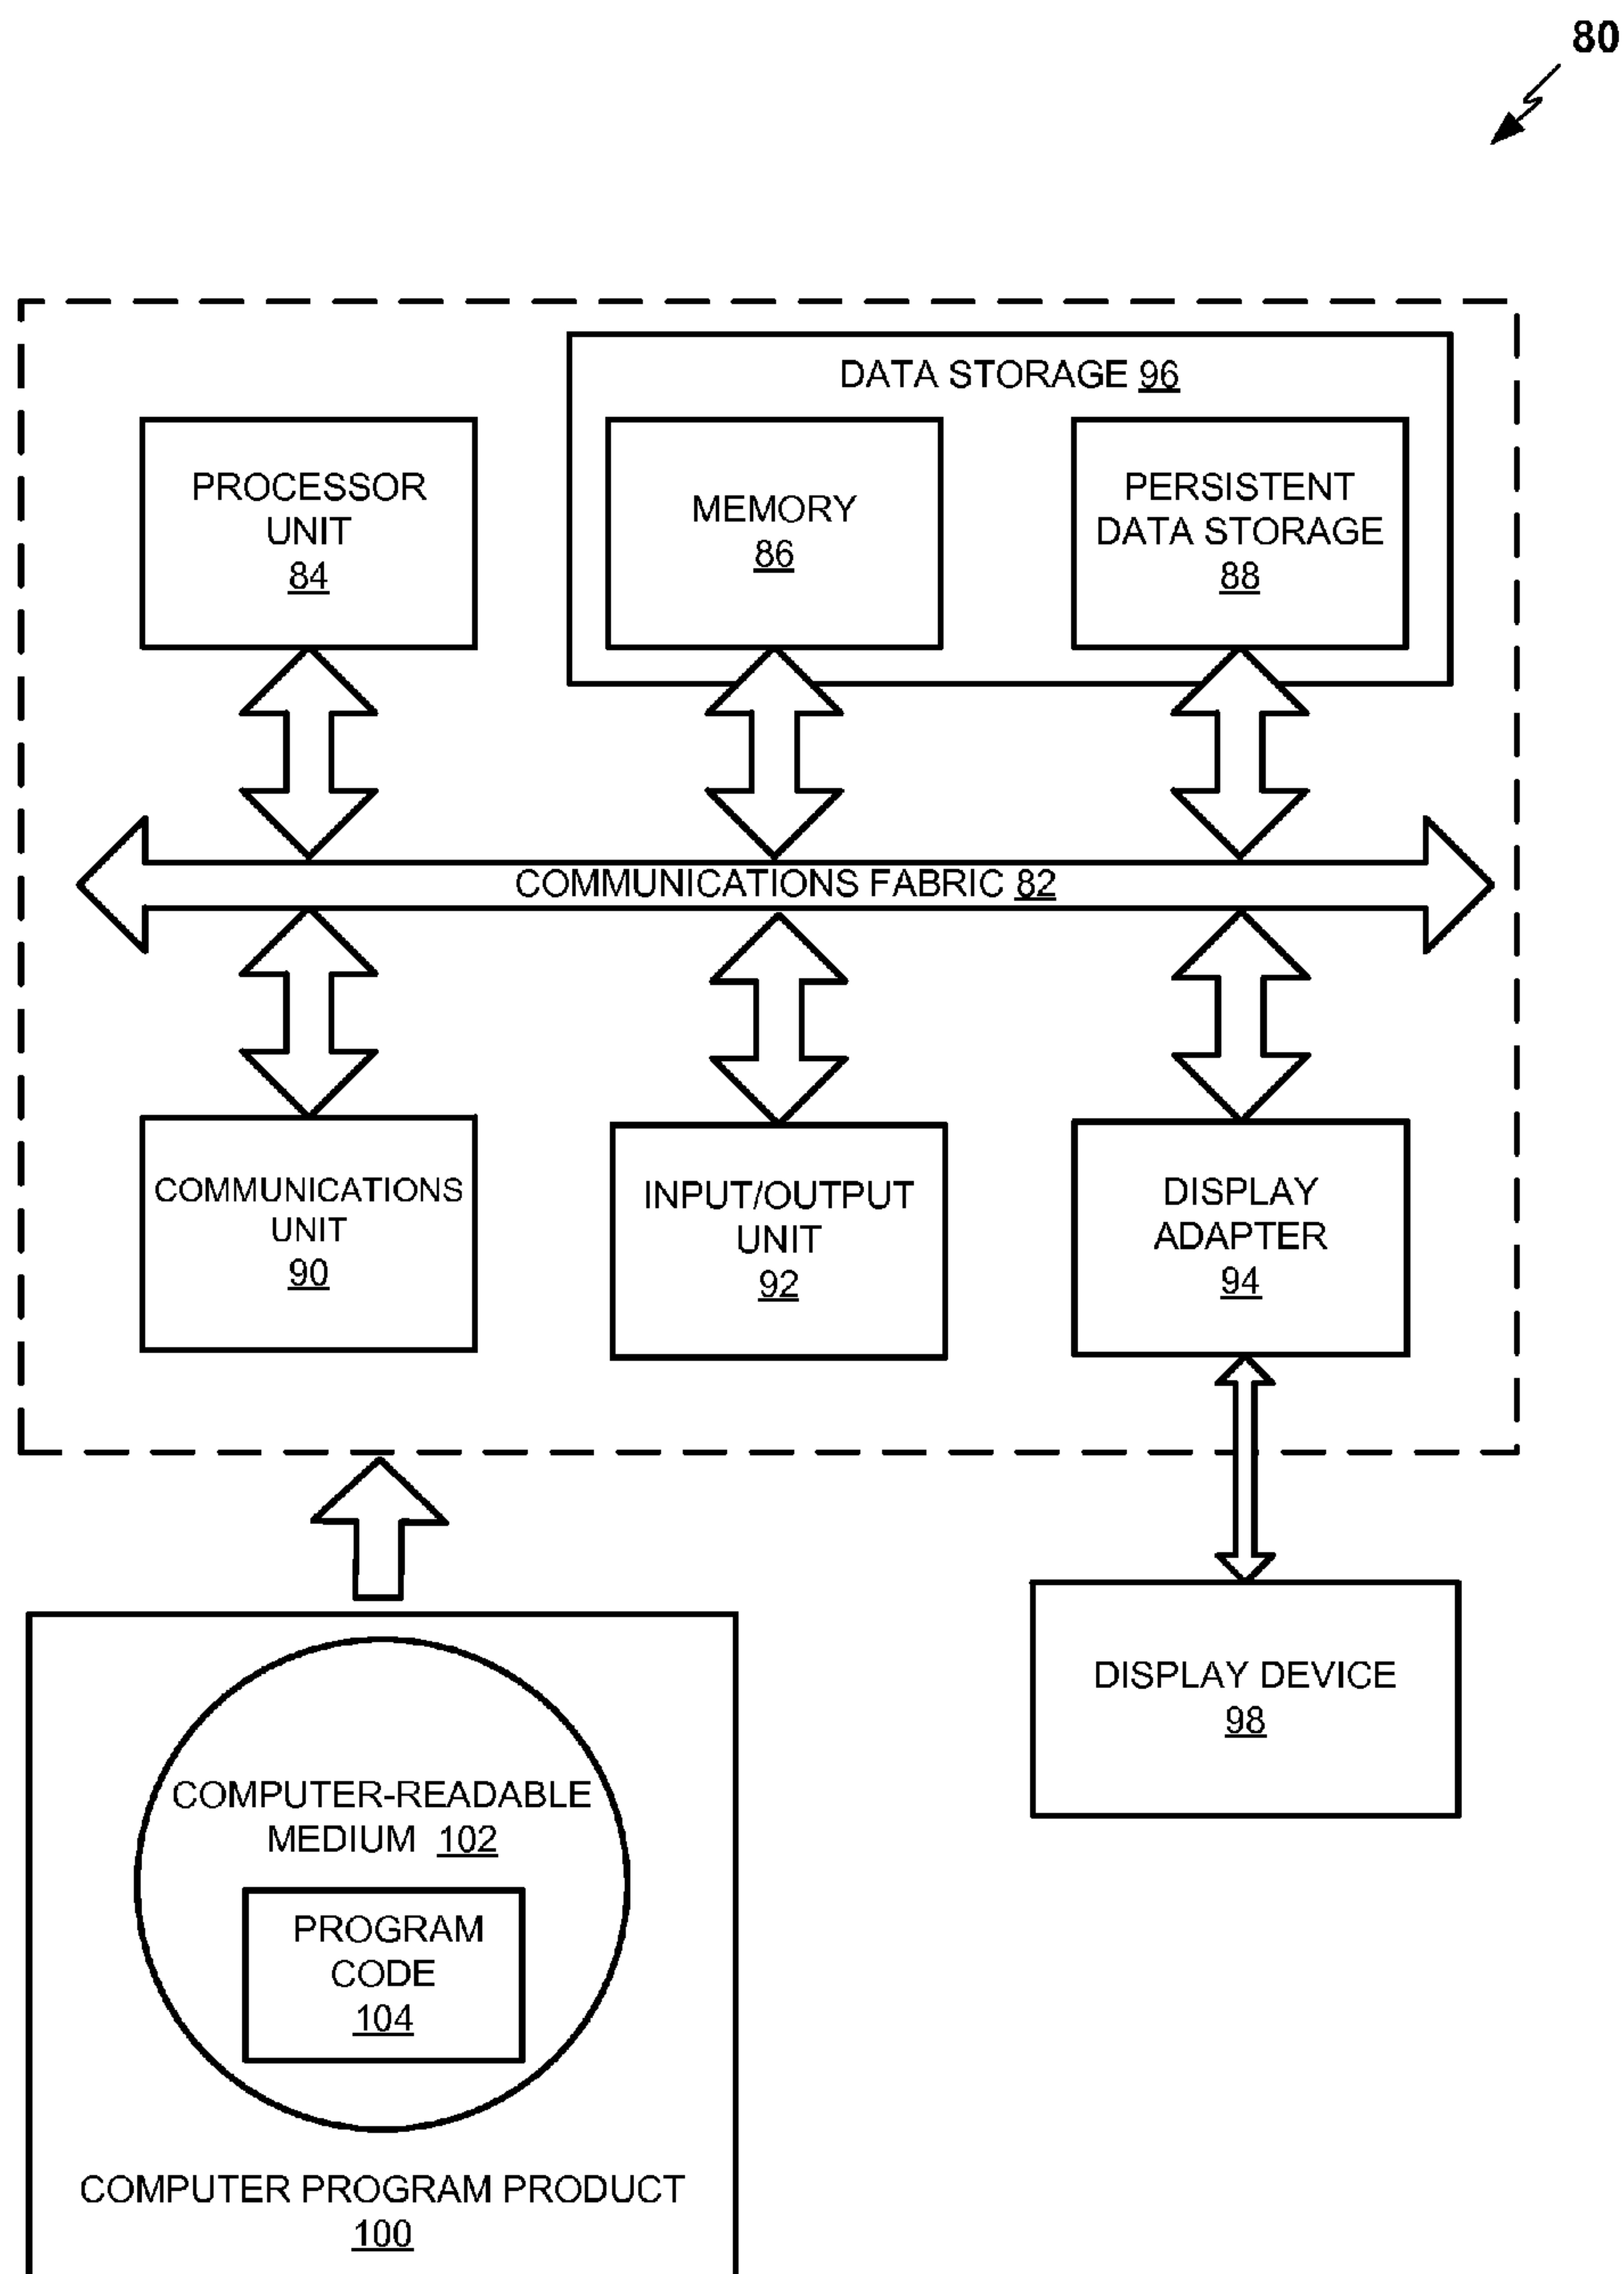 80
DATA STORAGE 96
PROCESSOR
UNIT
84
MEMORY
86
PERSISTENT
DATA STORAGE
88
COMMUNICATIONS FABRIC 82
COMMUNICATIONS
UNIT
90
INPUT/OUTPUT
UNIT
92
DISPLAY
ADAPTER
94
DISPLAY DEVICE
98
COMPUTER-READABLE
MEDIUM 102
PROGRAM
CODE
104
COMPUTER PROGRAM PRODUCT
100